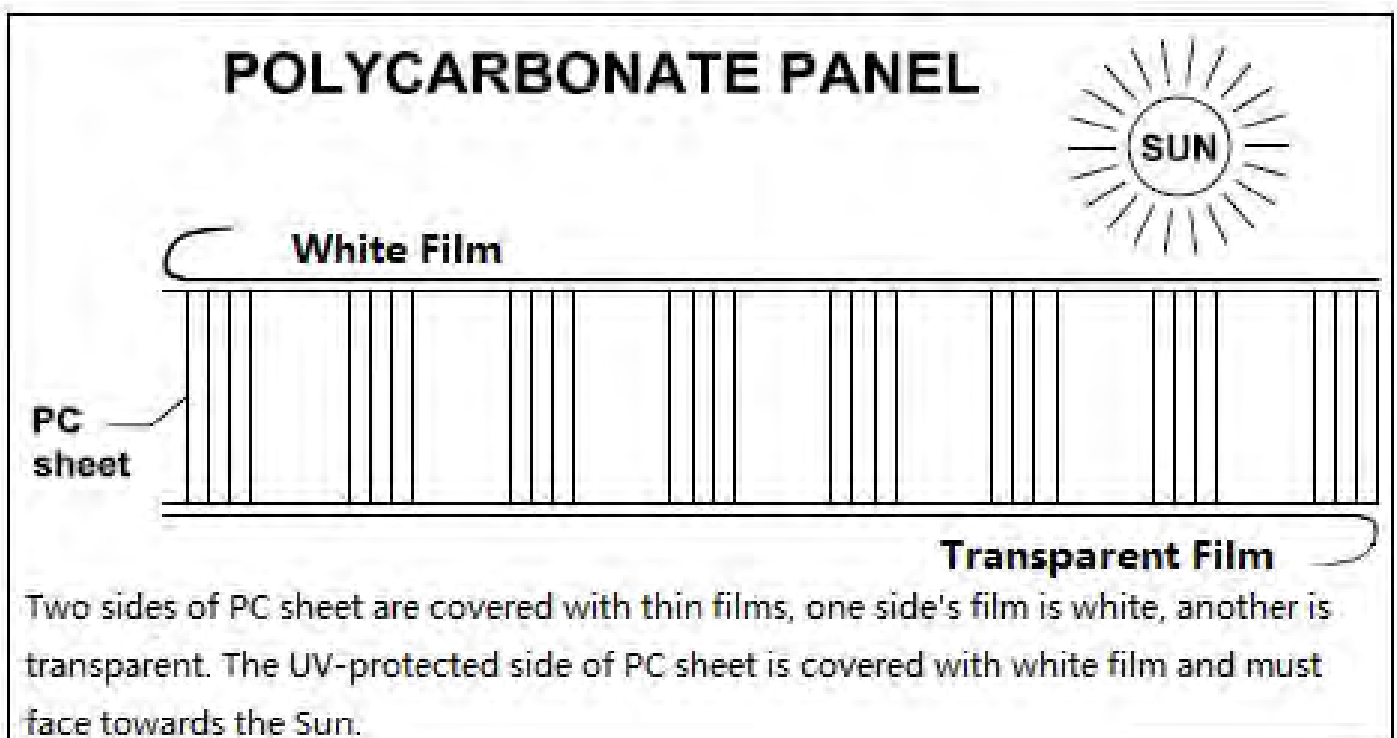 POLYCARBONATE PANEL
SUN
White Film
PC
sheet
Transparent Film
Two sides of PC sheet are covered with thin films, one side's film is white, another is
transparent. The UV-protected side of PC sheet is covered with white film and must
face towards the Sun.